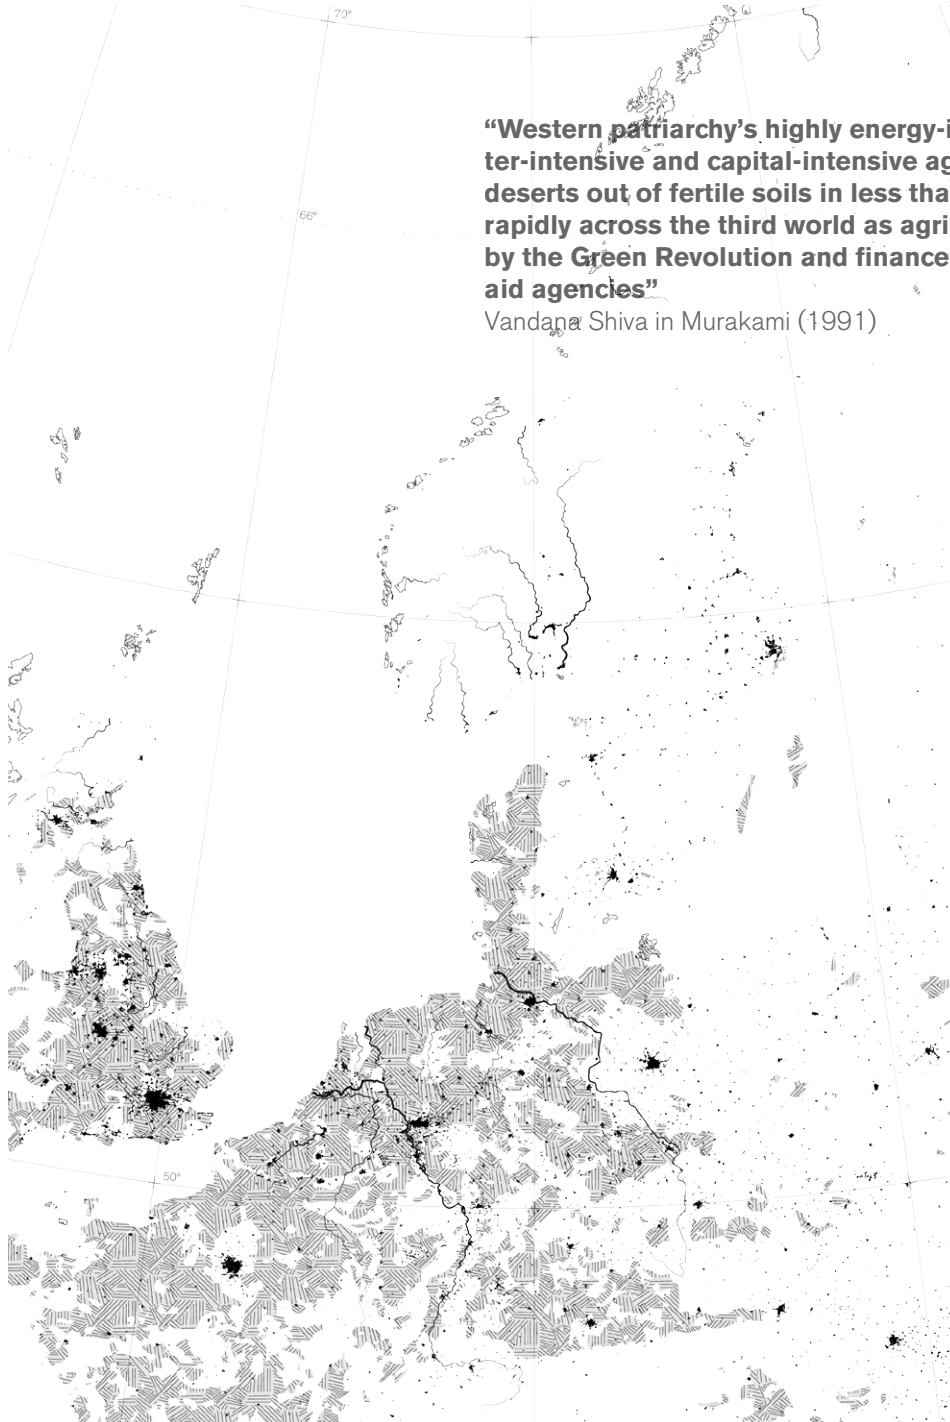 70°
“Western patriarchy’s highly energy-i
ter-intensive and capital-intensive ag
deserts out of fertile soils in less tha
66°
rapidly across the third world as agri
by the Green Revolution and finance
aid agencies”
Vandana Shiva in Murakami (1991)
50°